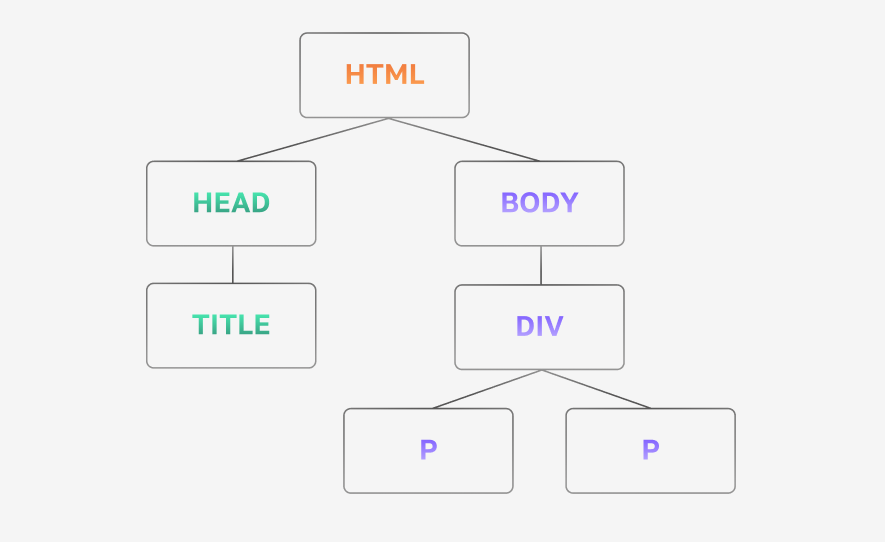 HTML
HEAD
BODY
TITLE
DIV
P
P